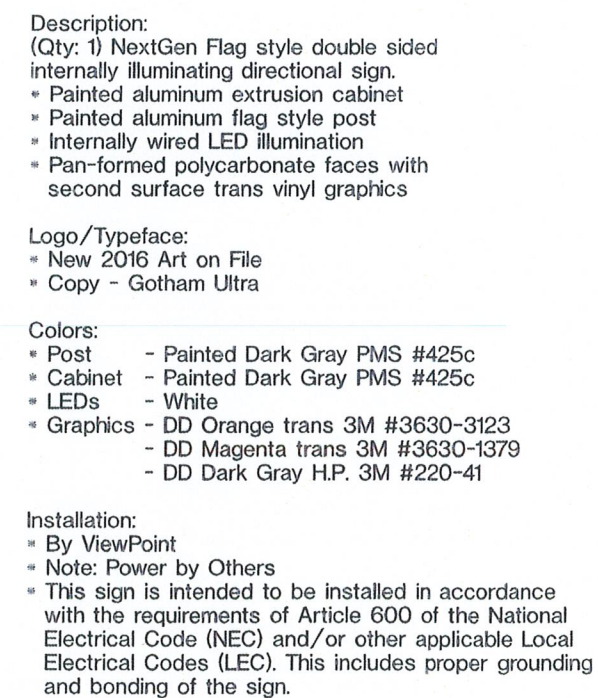 Description:
(Qty: 1) NextGen Flag style double sided
internally illuminating directional sign.
* Painted aluminum extrusion cabinet
* Painted aluminum flag style post
* Internally wired LED illumination
* Pan-formed polycarbonate faces with
second surface trans vinyl graphics
Logo/Typeface:
* New 2016 Art on File
* Copy - Gotham Ultra
Colors:
* Post - Painted Dark Gray PMS #425c
* Cabinet - Painted Dark Gray PMS #425c
* LEDs - White
* Graphics - DD Orange trans 3M #3630-3123
- DD Magenta trans 3M #3630-1379
- DD Dark Gray H.P. 3M #220-41
Installation:
* By ViewPoint
* Note: Power by Others
* This sign is intended to be installed in accordance
with the requirements of Article 600 of the National
Electrical Code (NEC) and/or other applicable Local
Electrical Codes (LEC). This includes proper grounding
and bonding of the sign.